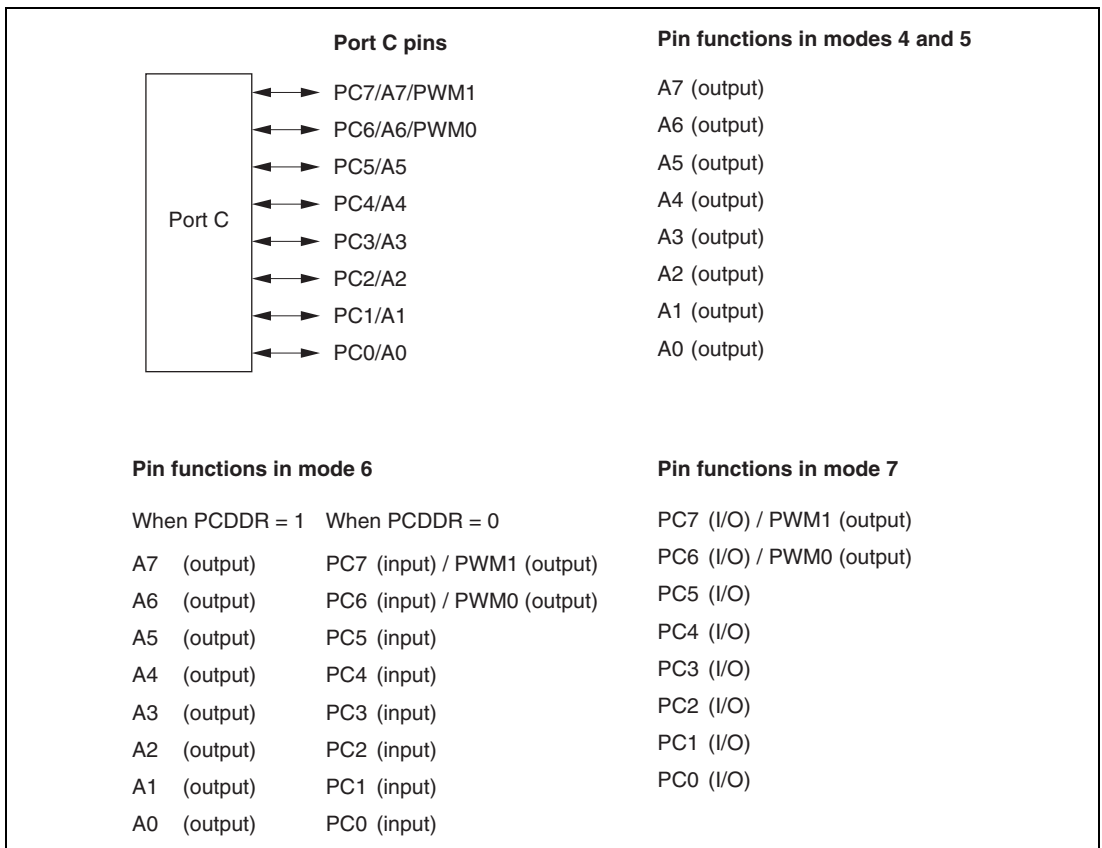 Port C pins
Port C
PC7/A7/PWM1
PC6/A6/PWM0
PC5/A5
PC4/A4
PC3/A3
PC2/A2
PC1/A1
PC0/A0
Pin functions in modes 4 and 5
A7 (output)
A6 (output)
A5 (output)
A4 (output)
A3 (output)
A2 (output)
A1 (output)
A0 (output)
Pin functions in mode 6
When PCDDR = 1 When PCDDR = 0
A7 (output) PC7 (input) / PWM1 (output)
A6 (output) PC6 (input) / PWM0 (output)
A5 (output) PC5 (input)
A4 (output) PC4 (input)
A3 (output) PC3 (input)
A2 (output) PC2 (input)
A1 (output) PC1 (input)
A0 (output) PC0 (input)
Pin functions in mode 7
PC7 (I/O) / PWM1 (output)
PC6 (I/O) / PWM0 (output)
PC5 (I/O)
PC4 (I/O)
PC3 (I/O)
PC2 (I/O)
PC1 (I/O)
PC0 (I/O)